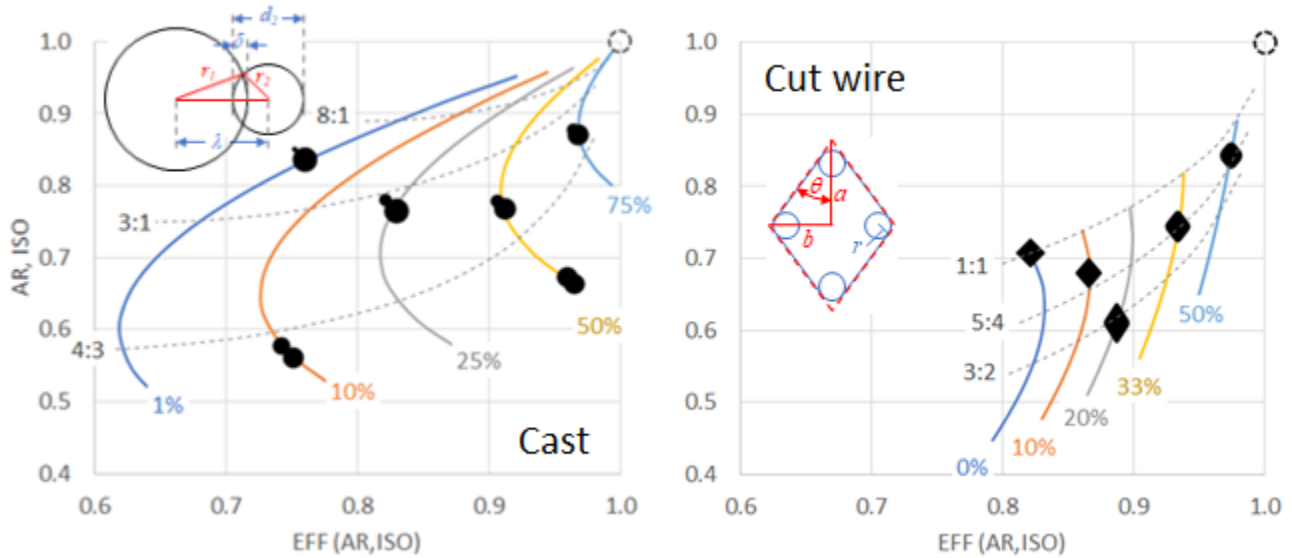 d₂
δ
r₁
r₂
λ
1.0
0.9
0.8
0.7
0.6
0.5
0.4
AR, ISO
8:1
3:1
4:3
1%
10%
25%
50%
75%
Cast
0.6
0.7
0.8
0.9
1.0
EFF (AR,ISO)
Cut wire
θ
a
b
r
1.0
0.9
0.8
0.7
0.6
0.5
0.4
1:1
5:4
3:2
0%
10%
20%
33%
50%
0.6
0.7
0.8
0.9
1.0
EFF (AR,ISO)